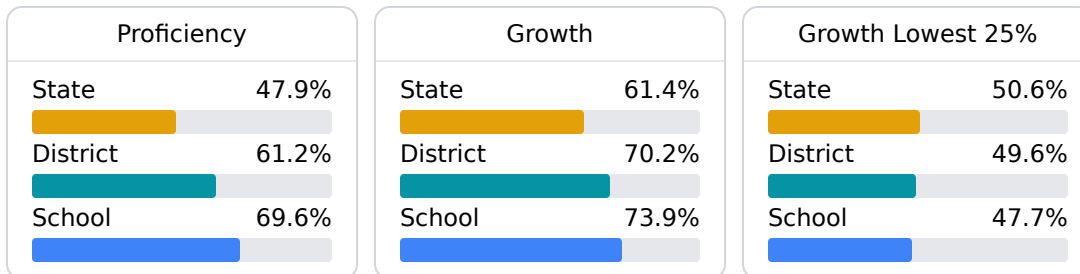 Proficiency
State 47.9%
District 61.2%
School 69.6%
Growth
State 61.4%
District 70.2%
School 73.9%
Growth Lowest 25%
State 50.6%
District 49.6%
School 47.7%